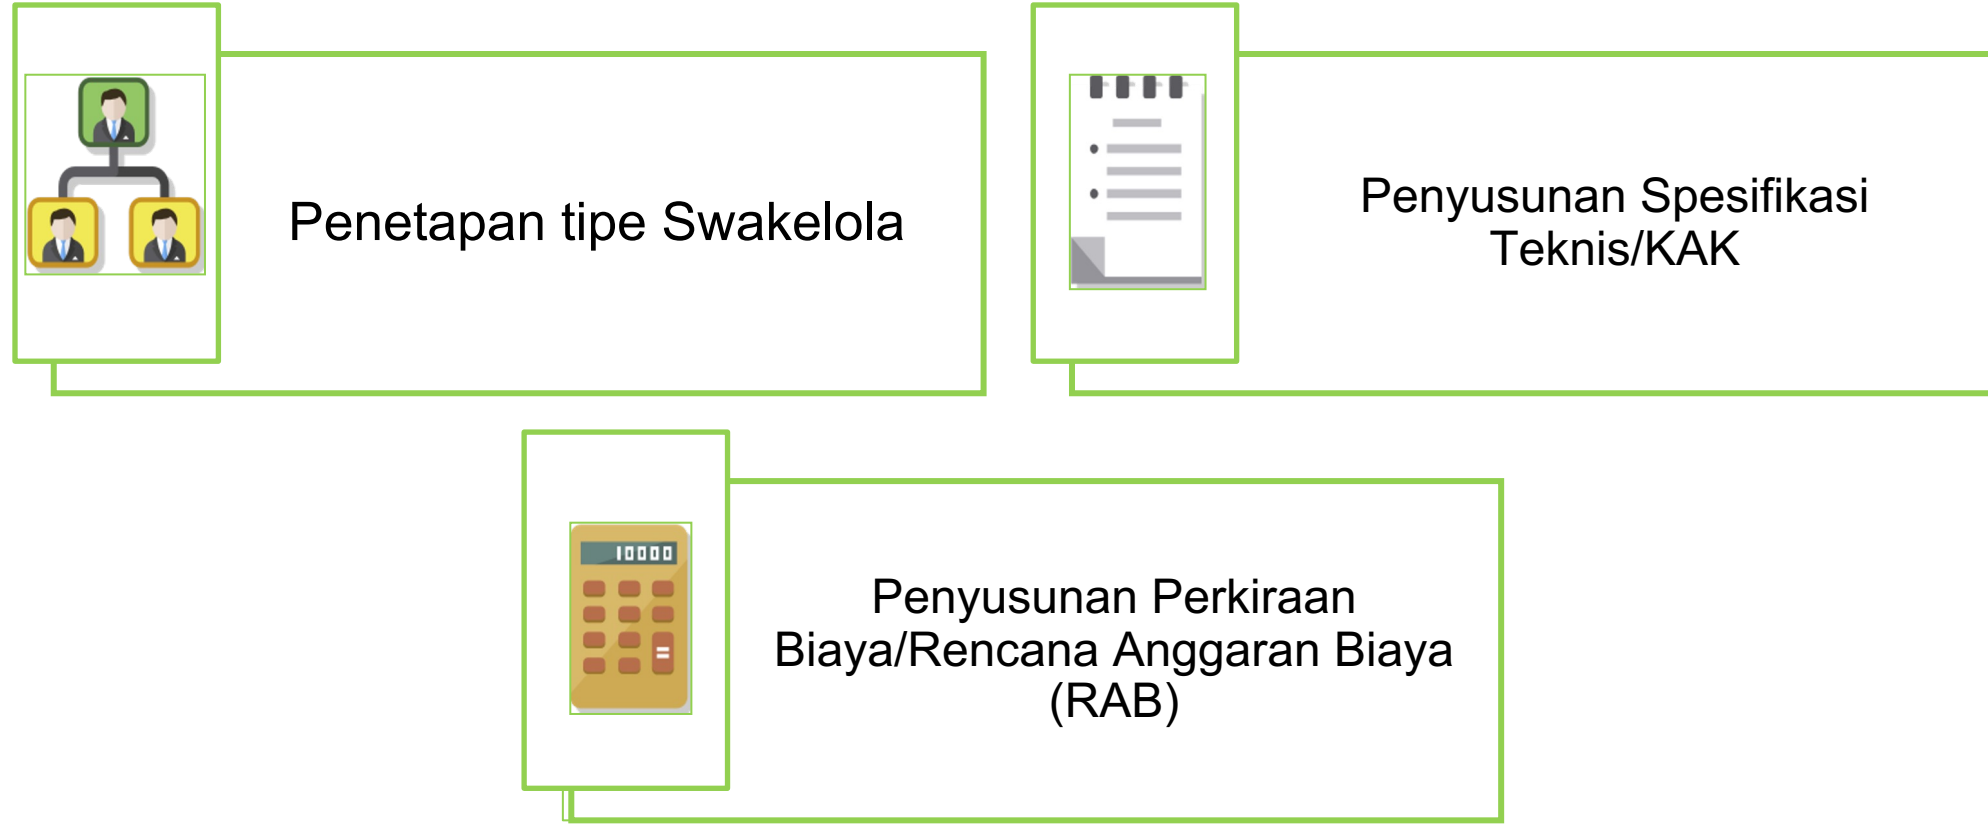 Penetapan tipe Swakelola
Penyusunan Spesifikasi
Teknis/KAK
10000
=
Penyusunan Perkiraan
Biaya/Rencana Anggaran Biaya
(RAB)